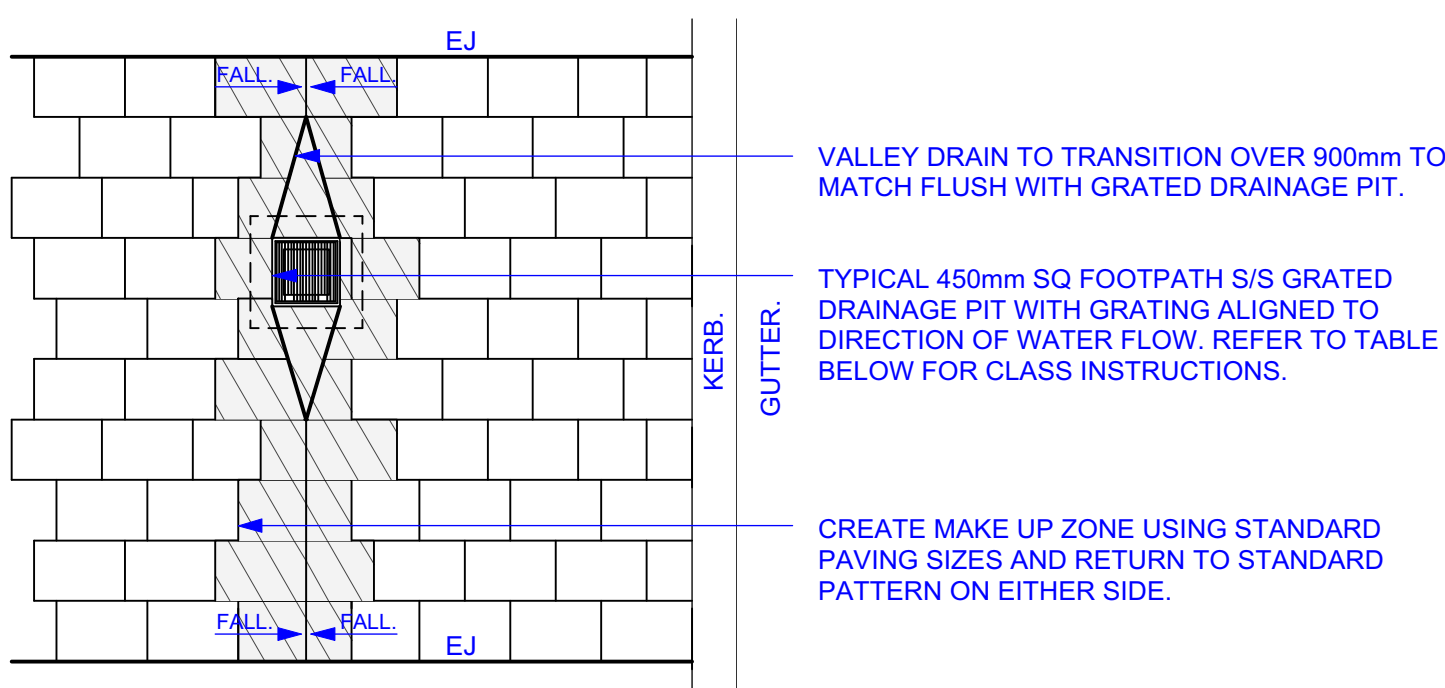 EJ
FALL. FALL.
VALLEY DRAIN TO TRANSITION OVER 900mm TO
MATCH FLUSH WITH GRATED DRAINAGE PIT.
TYPICAL 450mm SQ FOOTPATH S/S GRATED
DRAINAGE PIT WITH GRATING ALIGNED TO
DIRECTION OF WATER FLOW. REFER TO TABLE
BELOW FOR CLASS INSTRUCTIONS.
KERB.
GUTTER.
CREATE MAKE UP ZONE USING STANDARD
PAVING SIZES AND RETURN TO STANDARD
PATTERN ON EITHER SIDE.
FALL. FALL.
EJ